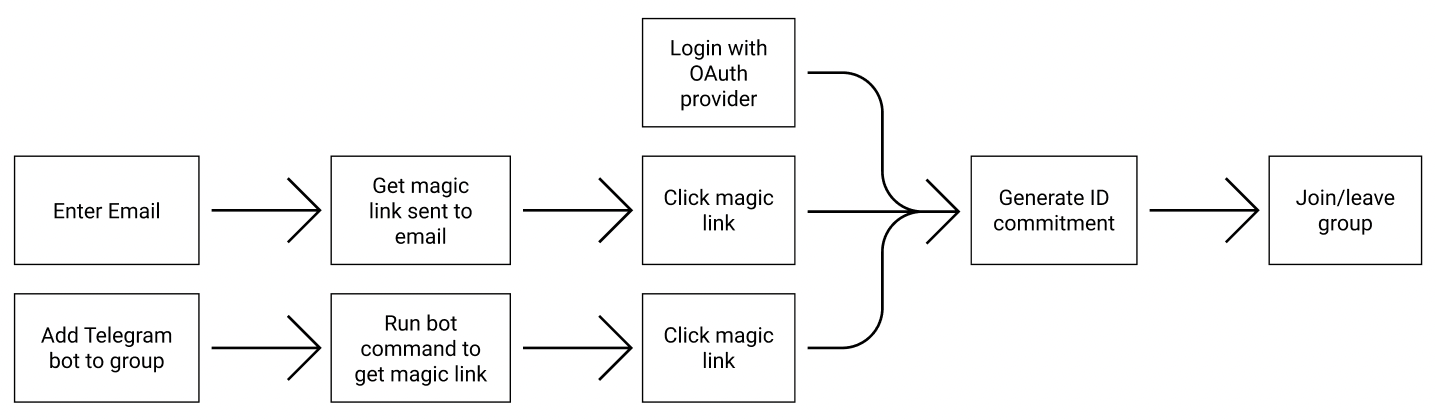 Login with
OAuth
provider
Enter Email
Get magic
link sent to
email
Click magic
link
Generate ID
commitment
Join/leave
group
Add Telegram
bot to group
Run bot
command to
get magic link
Click magic
link